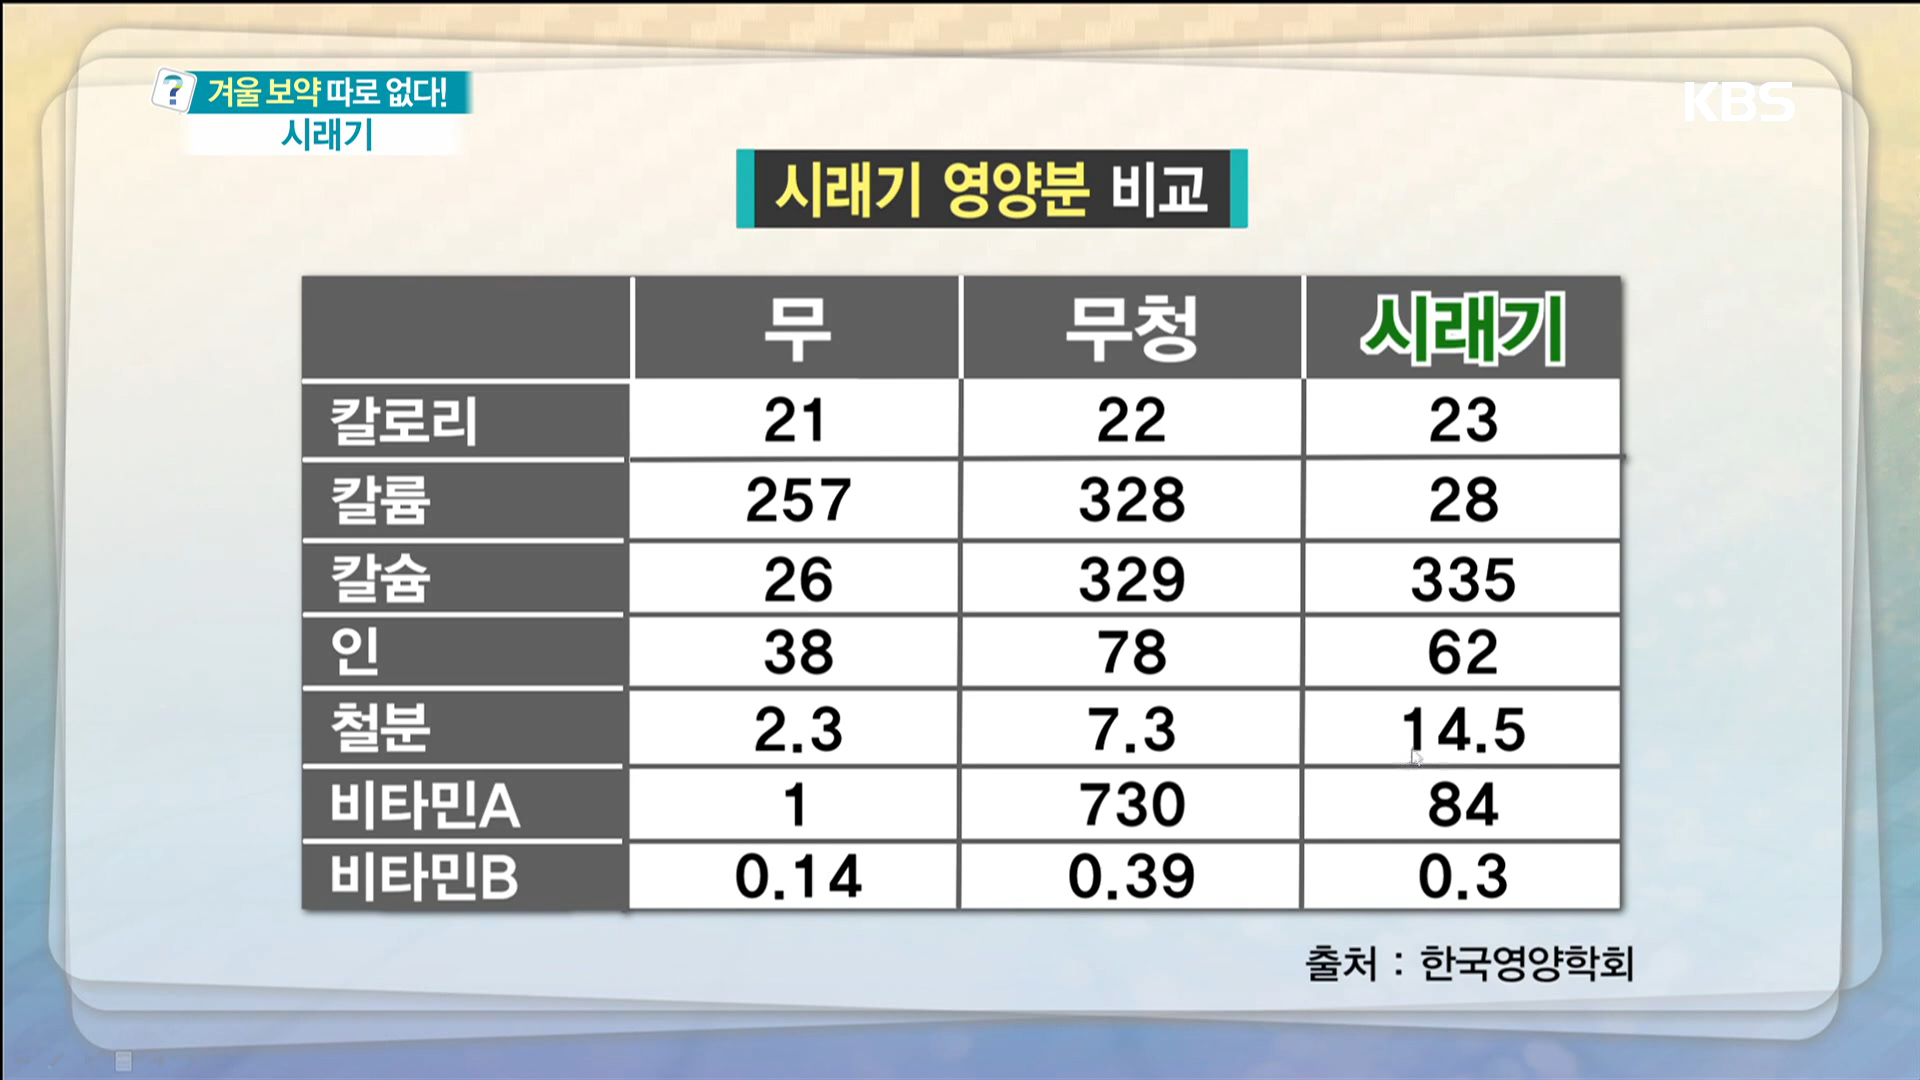 ? 겨울 보약 따로 없다!
시래기
KBS
시래기 영양분 비교
무 무청 시래기
칼로리 21 22 23
칼륨 257 328 28
칼슘 26 329 335
인 38 78 62
철분 2.3 7.3 14.5
비타민A 1 730 84
비타민B 0.14 0.39 0.3
출처 : 한국영양학회